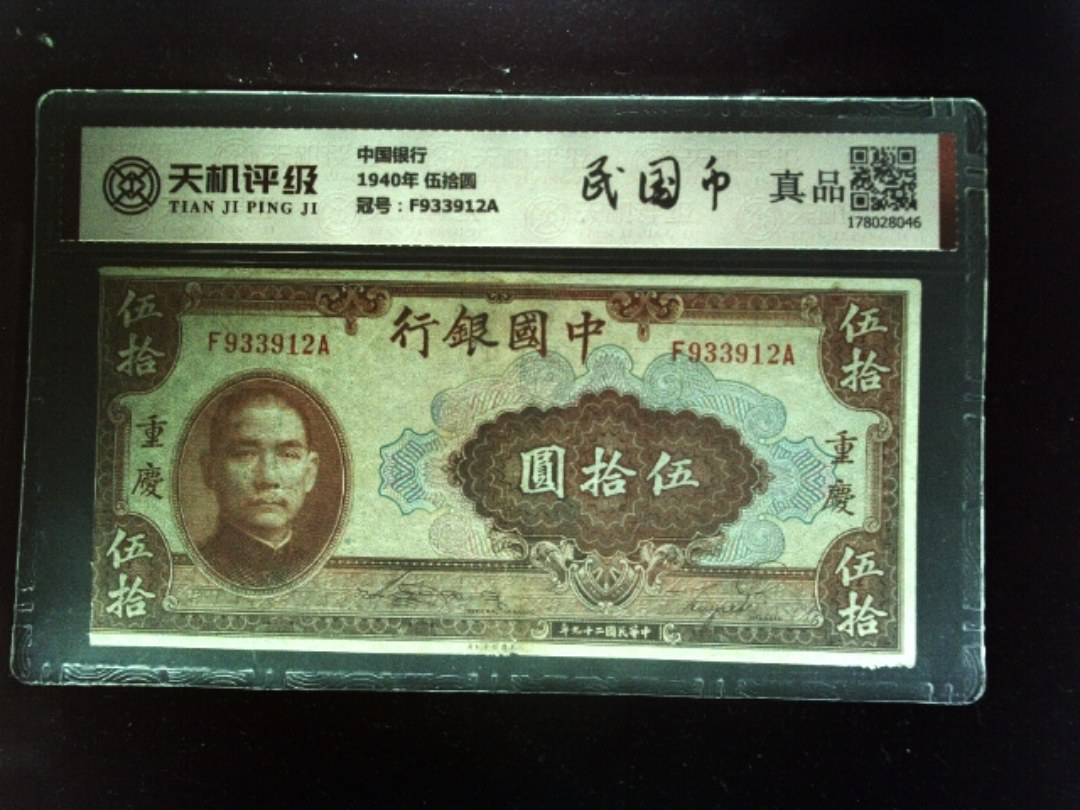 天机评级
TIAN JI PING JI
中国银行
1940年 伍拾圆
冠号：F933912A
民国币
真品
178028046
中國銀行
F933912A
F933912A
伍拾
伍拾
重慶
重慶
伍拾圓
伍拾
伍拾
中華民國二十九年